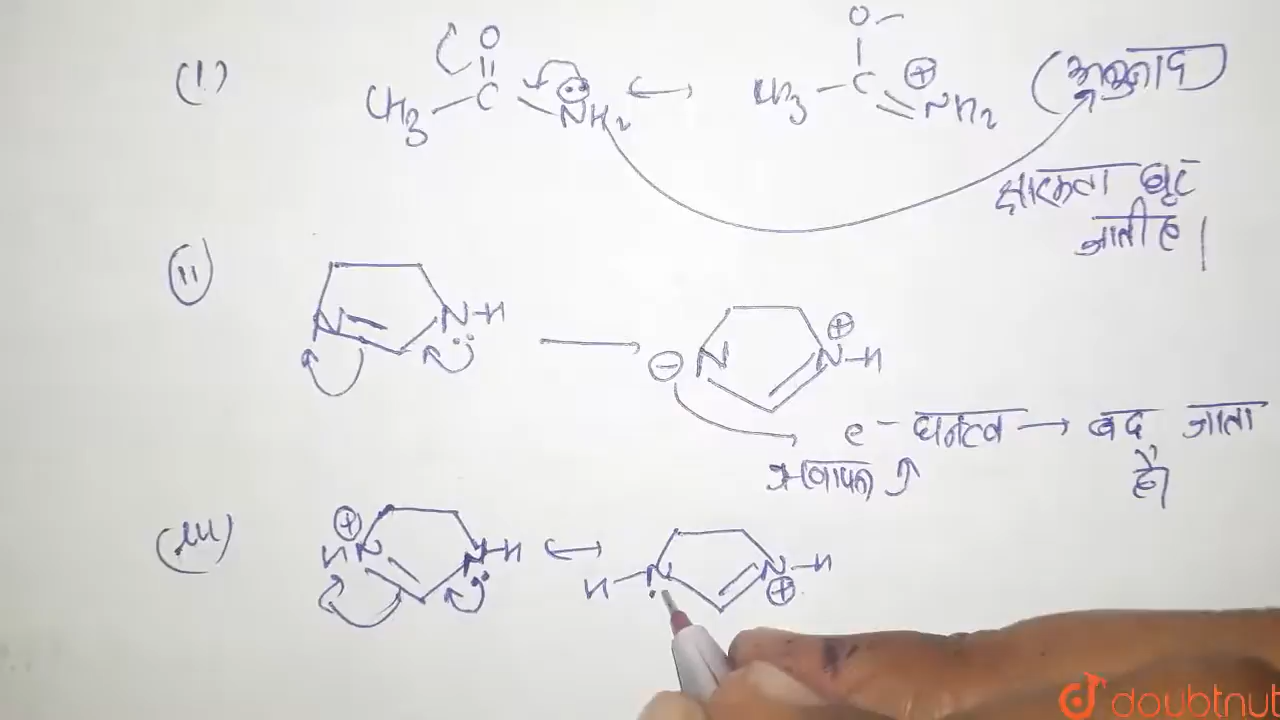 (I) CH3 – C = O – NH2 ↔ CH3 – C – O⁻ = NH2 ⊕ (अनुनाद)
क्षारकता घट
जाती है।
(ii) N N-H → ⊖ N N-H ⊕
e - घनत्व → बढ़ जाता
है।
(III) ⊕ H N N-H ↔ H-N N-H ⊕
doubtnut